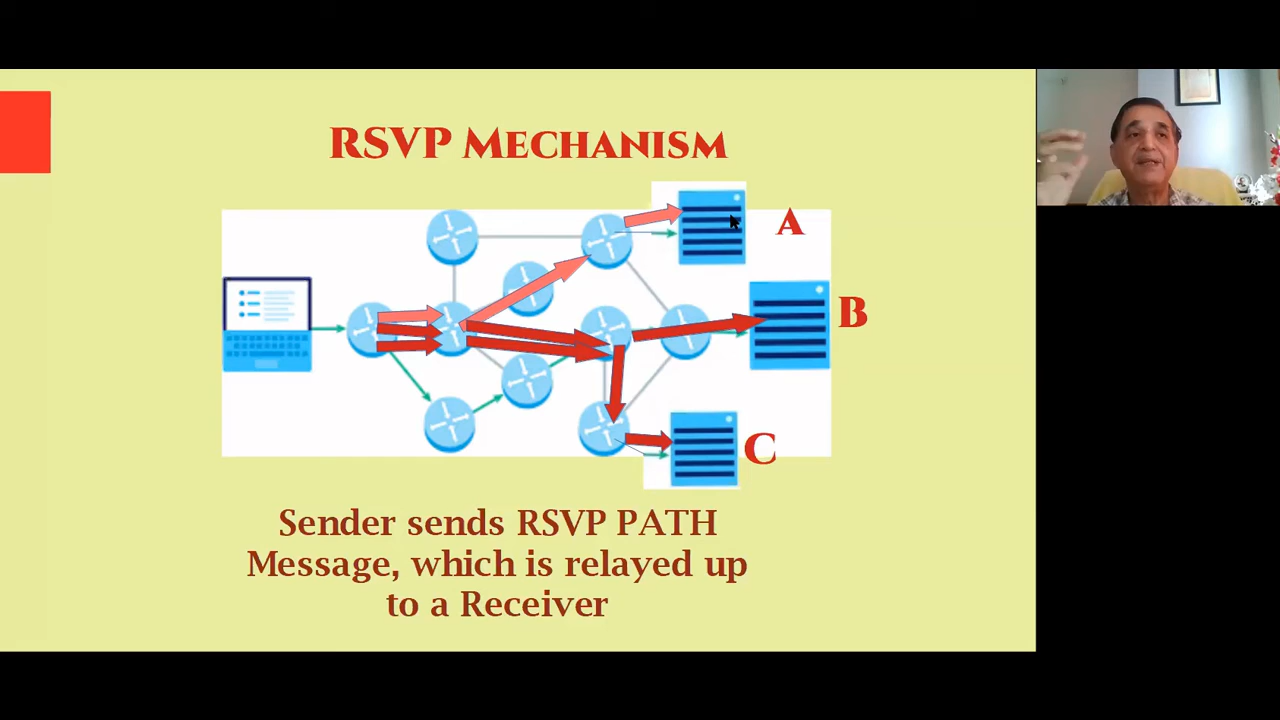 RSVP Mechanism
A
B
C
Sender sends RSVP PATH
Message, which is relayed up
to a Receiver